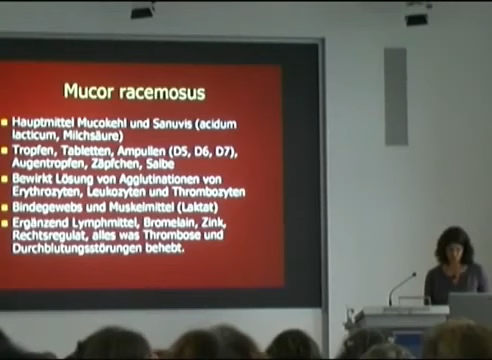 Mucor racemosus
Hauptmittel Mucokehl und Sanuvis (acidum
lacticum, Milchsäure)
Tropfen, Tabletten, Ampullen (D5, D6, D7),
Augentropfen, Zäpfchen, Salbe
Bewirkt Lösung von Agglutinationen von
Erythrozyten, Leukozyten und Thrombozyten
Bindegewebs und Muskelmittel (Laktat)
Ergänzend Lymphmittel, Bromelain, Zink,
Rechtsregulat, alles was Thrombose und
Durchblutungsstörungen behebt.